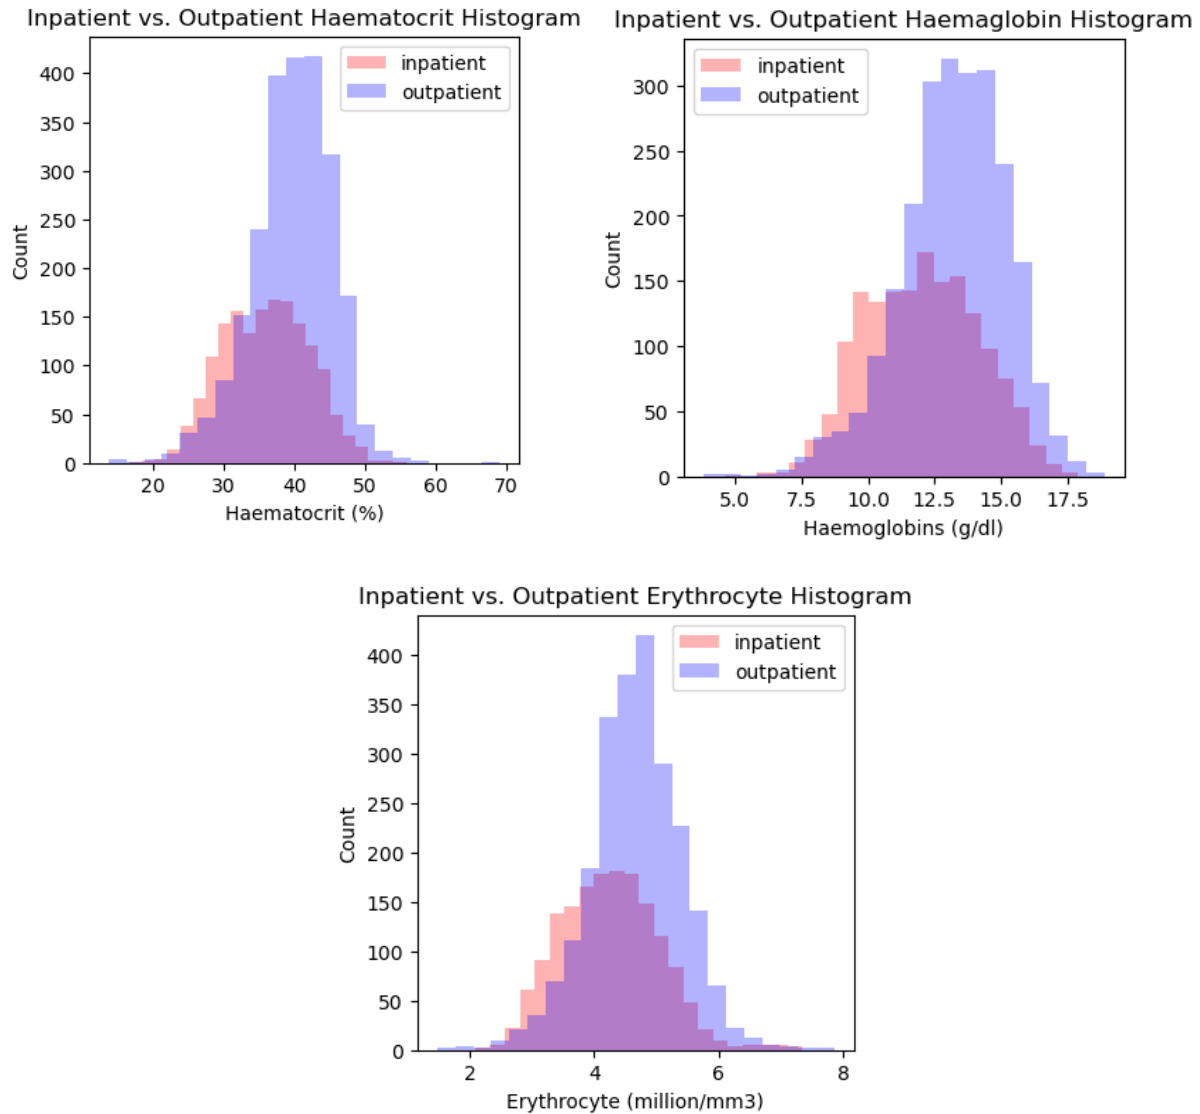 Inpatient vs. Outpatient Haematocrit Histogram
inpatient
outpatient
400
350
300
250
200
150
100
50
0
Count
20 30 40 50 60 70
Haematocrit (%)
Inpatient vs. Outpatient Haemaglobin Histogram
inpatient
outpatient
300
250
200
150
100
50
0
Count
5.0 7.5 10.0 12.5 15.0 17.5
Haemoglobins (g/dl)
Inpatient vs. Outpatient Erythrocyte Histogram
inpatient
outpatient
400
350
300
250
200
150
100
50
0
Count
2 4 6 8
Erythrocyte (million/mm3)